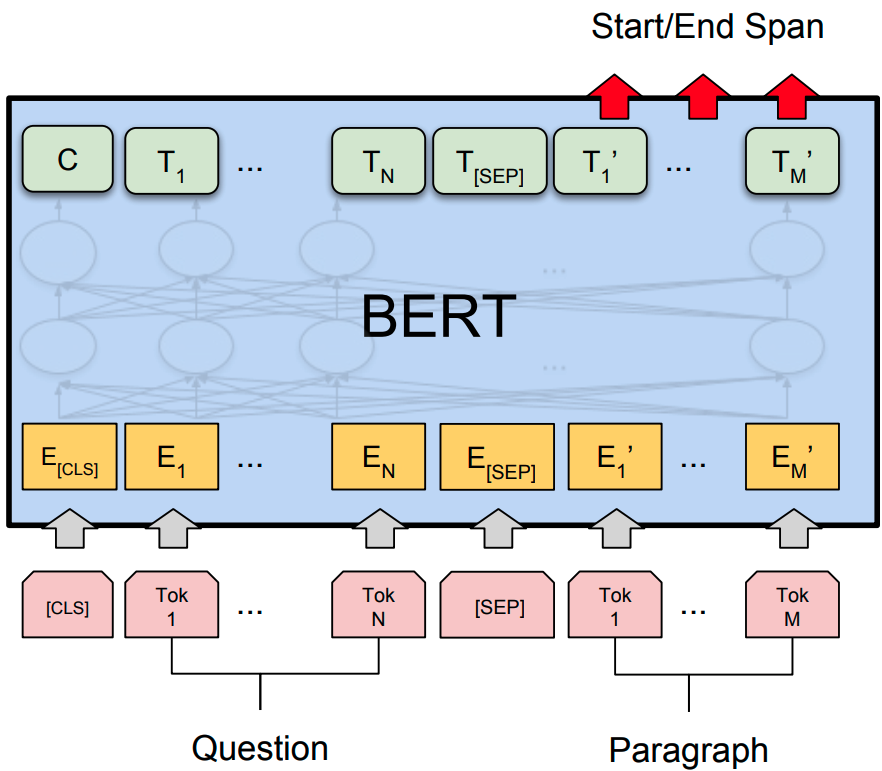 Start/End Span
C T1 ... TN T[SEP] T1’ ... TM’
...
BERT
...
E[CLS] E1 ... EN E[SEP] E1’ ... EM’
[CLS] Tok 1 ... Tok N [SEP] Tok 1 ... Tok M
Question Paragraph